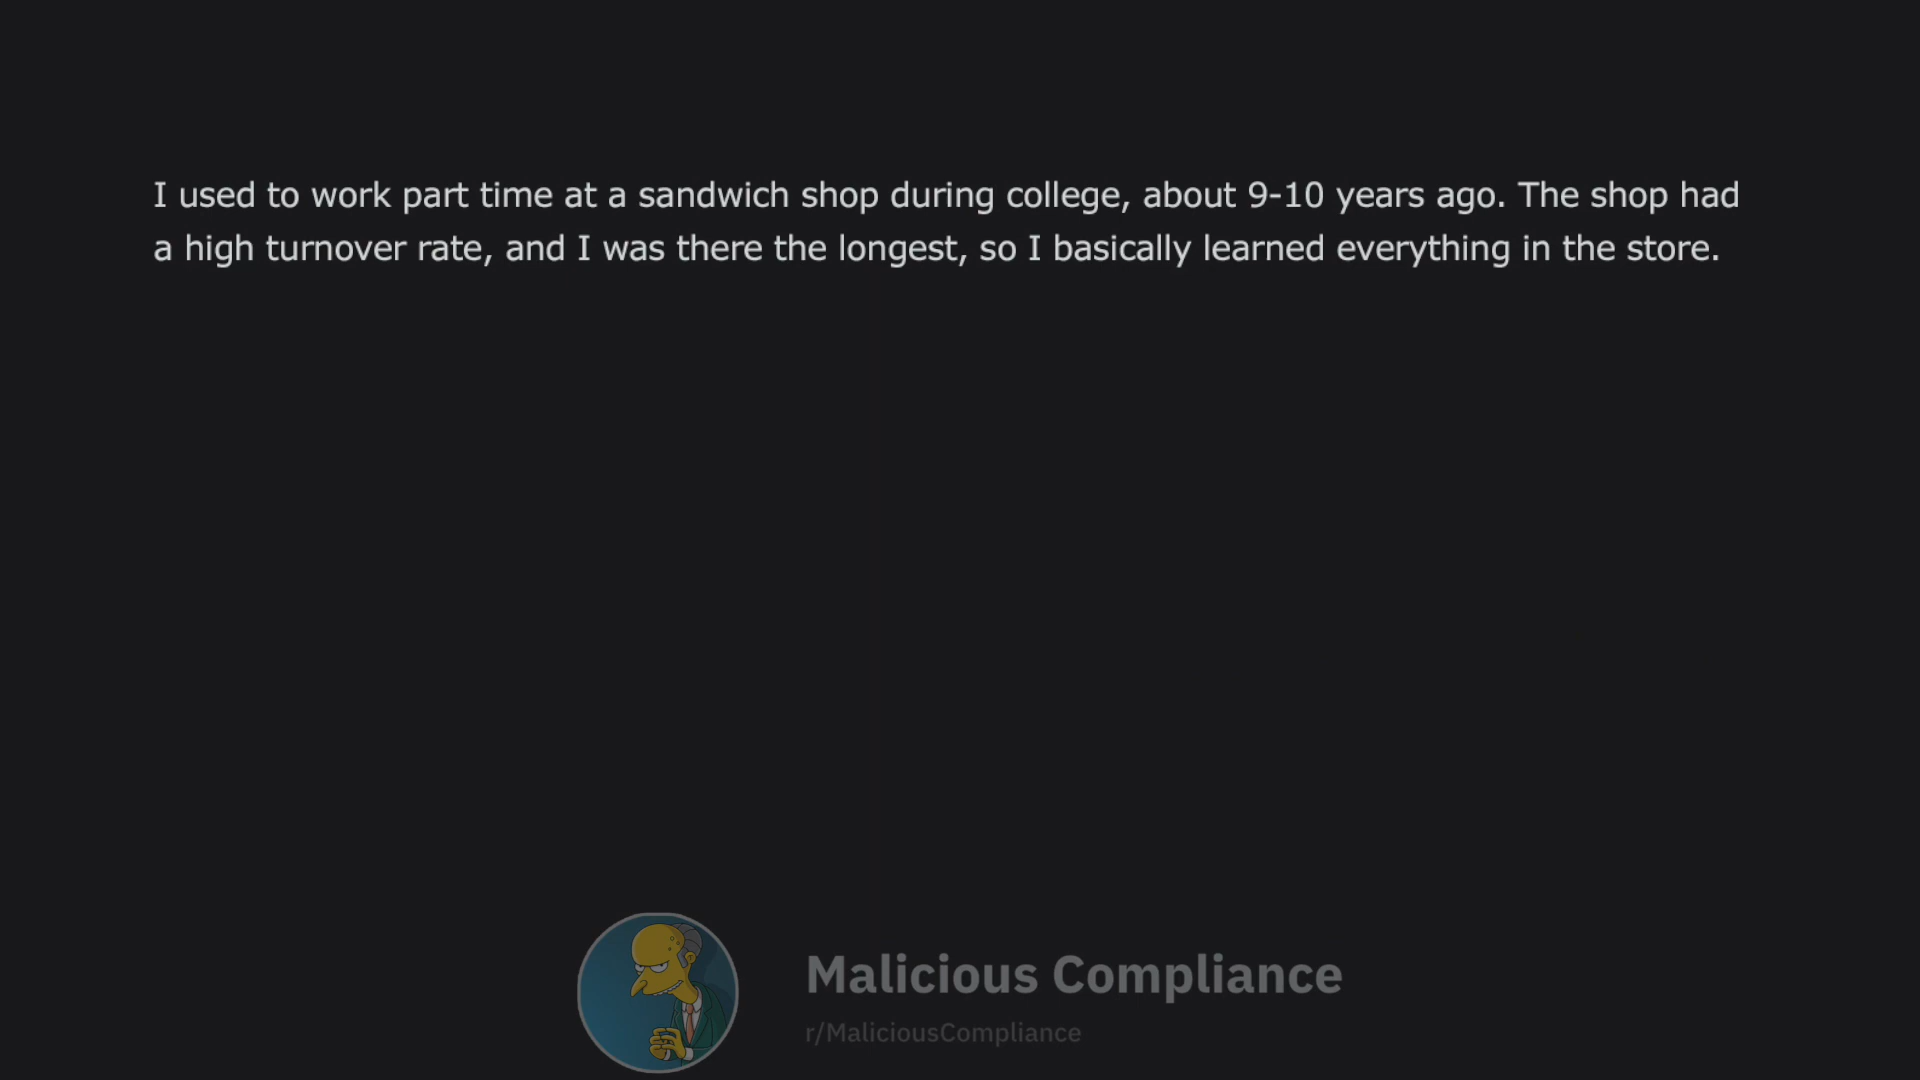 I used to work part time at a sandwich shop during college, about 9-10 years ago. The shop had
a high turnover rate, and I was there the longest, so I basically learned everything in the store.
Malicious Compliance
r/MaliciousCompliance